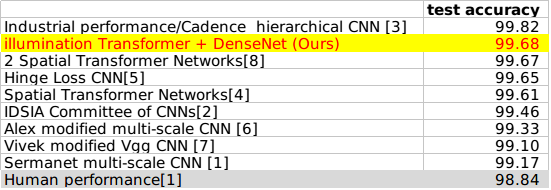 test accuracy
Industrial performance/Cadence hierarchical CNN [3] 99.82
illumination Transformer + DenseNet (Ours) 99.68
2 Spatial Transformer Networks[8] 99.67
Hinge Loss CNN[5] 99.65
Spatial Transformer Networks[4] 99.61
IDSIA Committee of CNNs[2] 99.46
Alex modified multi-scale CNN [6] 99.33
Vivek modified Vgg CNN [7] 99.10
Sermanet multi-scale CNN [1] 99.17
Human performance[1] 98.84